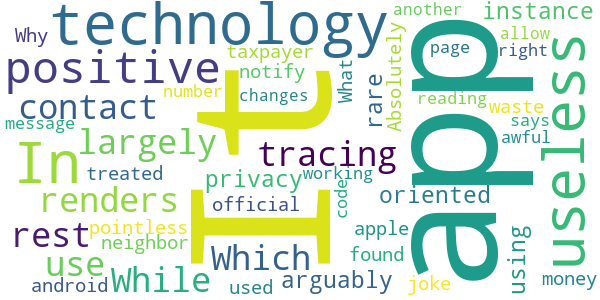 Why
technology
taxpayer
instance
another
allow
page
right
positive
notify
What
rare
Absolutely
number
changes
reading
contact
It
app
useless
waste
message
says
awful
In
largely
tracing
treated
privacy
working
code
oriented
renders
official
using
rest
pointless
neighbor
Which
apple
found
use
While
android
used
arguably
joke
money